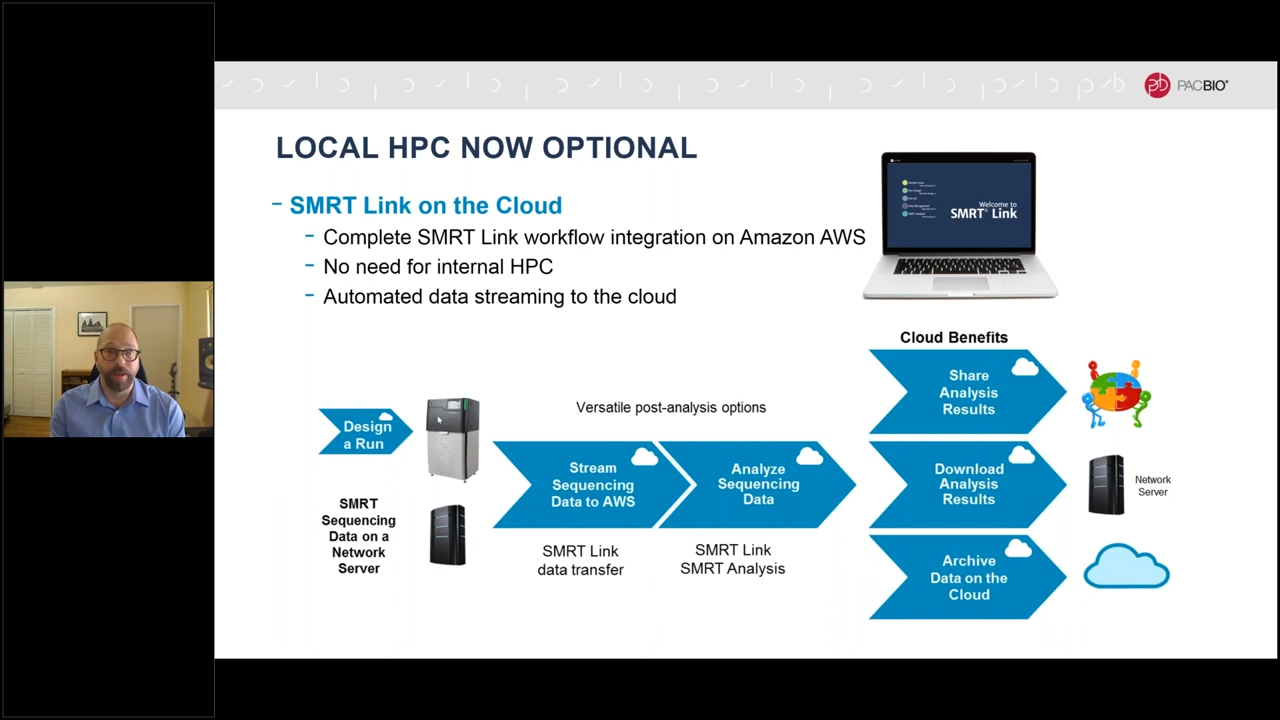 PACBIO®
LOCAL HPC NOW OPTIONAL
– SMRT Link on the Cloud
– Complete SMRT Link workflow integration on Amazon AWS
– No need for internal HPC
– Automated data streaming to the cloud
Welcome to
SMRT® Link
Versatile post-analysis options
Design
a Run
SMRT
Sequencing
Data on a
Network
Server
Stream
Sequencing
Data to AWS
SMRT Link
data transfer
Analyze
Sequencing
Data
SMRT Link
SMRT Analysis
Cloud Benefits
Share
Analysis
Results
Download
Analysis
Results
Network
Server
Archive
Data on the
Cloud